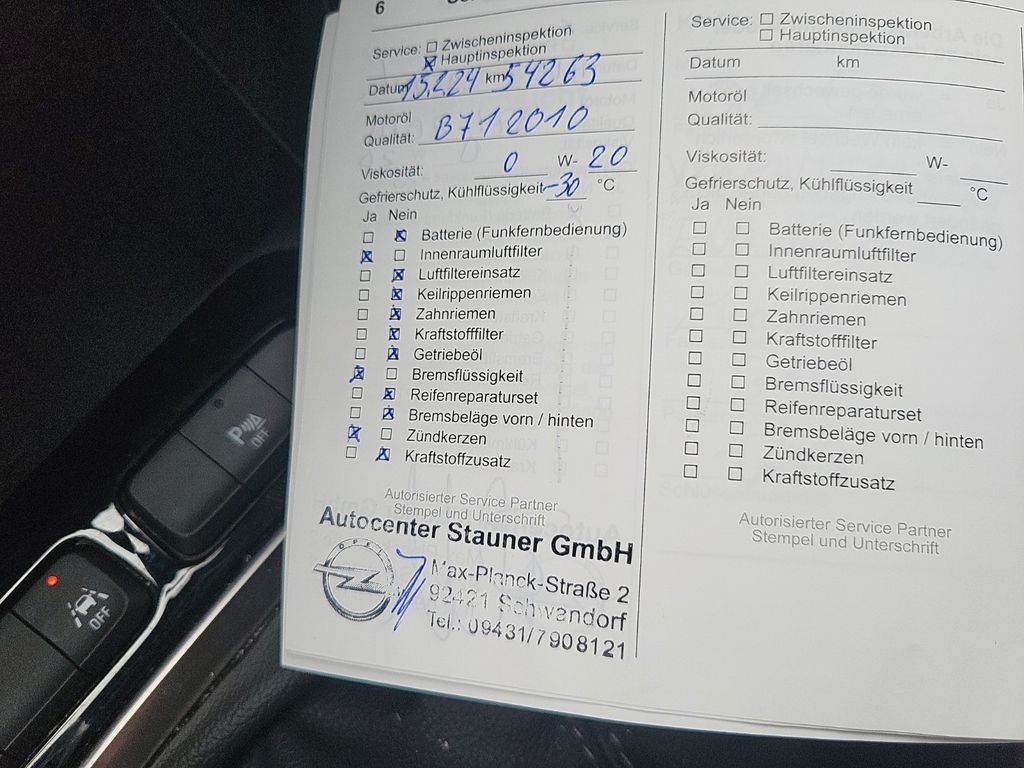 6
Service: ☐ Zwischeninspektion
☒ Hauptinspektion
Datum 15.2.24 km 54263
Motoröl
Qualität: B71 2010
Viskosität: 0 W- 20
Gefrierschutz, Kühlflüssigkeit -30 °C
Ja Nein
☐ ☒ Batterie (Funkfernbedienung)
☒ ☐ Innenraumluftfilter
☐ ☒ Luftfiltereinsatz
☐ ☒ Keilrippenriemen
☐ ☒ Zahnriemen
☐ ☒ Kraftstofffilter
☐ ☒ Getriebeöl
☒ ☐ Bremsflüssigkeit
☐ ☒ Reifenreparaturset
☐ ☒ Bremsbeläge vorn / hinten
☒ ☐ Zündkerzen
☐ ☒ Kraftstoffzusatz
Autorisierter Service Partner
Stempel und Unterschrift
Autocenter Stauner GmbH
OPEL
Max-Planck-Straße 2
92421 Schwandorf
Tel.: 09431/7908121
Service: ☐ Zwischeninspektion
☐ Hauptinspektion
Datum km
Motoröl
Qualität:
Viskosität: W-
Gefrierschutz, Kühlflüssigkeit °C
Ja Nein
☐ ☐ Batterie (Funkfernbedienung)
☐ ☐ Innenraumluftfilter
☐ ☐ Luftfiltereinsatz
☐ ☐ Keilrippenriemen
☐ ☐ Zahnriemen
☐ ☐ Kraftstofffilter
☐ ☐ Getriebeöl
☐ ☐ Bremsflüssigkeit
☐ ☐ Reifenreparaturset
☐ ☐ Bremsbeläge vorn / hinten
☐ ☐ Zündkerzen
☐ ☐ Kraftstoffzusatz
Autorisierter Service Partner
Stempel und Unterschrift
P OFF
OFF